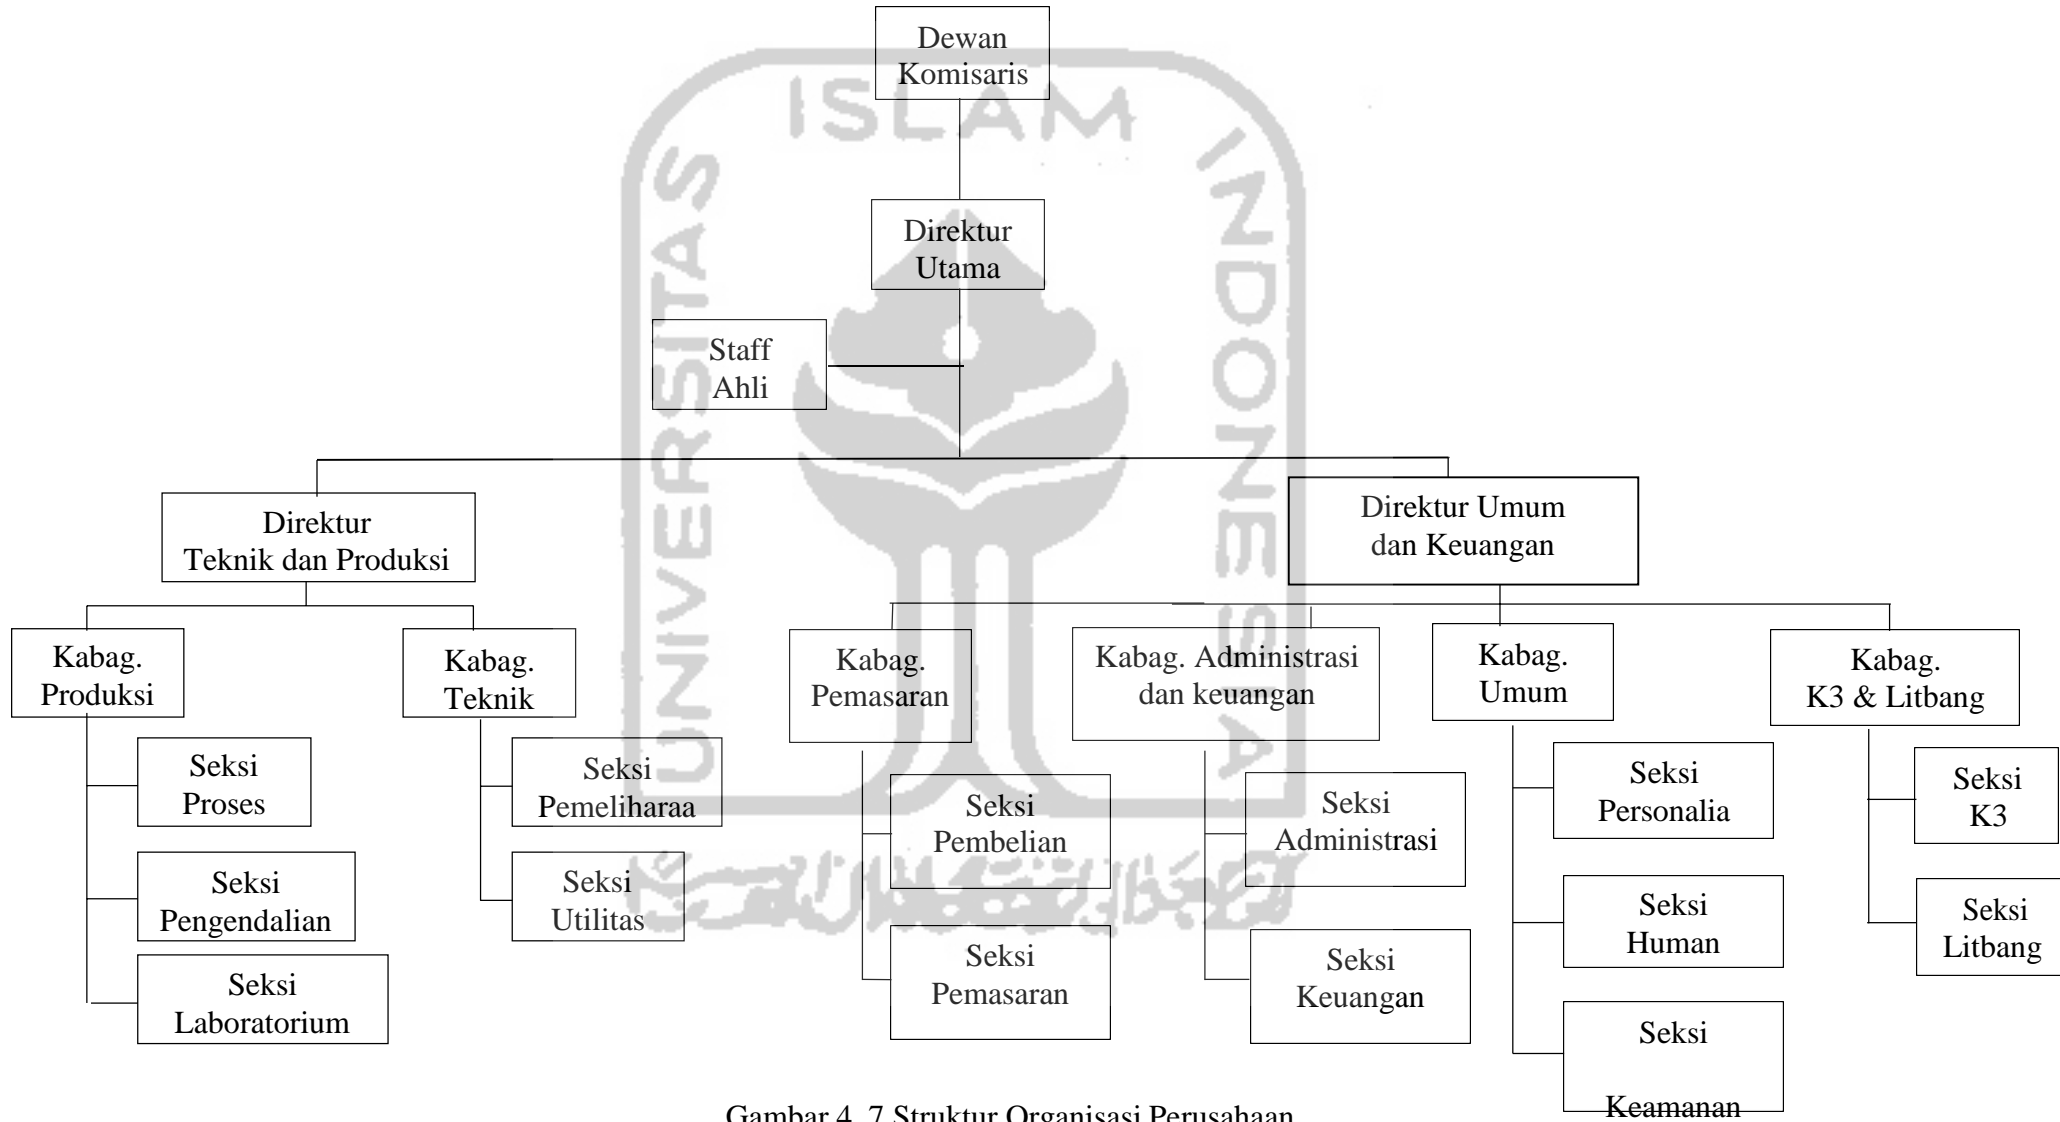 Dewan
Komisaris
ISLAM
UNIVERSITAS
INDONESIA
Direktur
Utama
Staff
Ahli
Direktur
Teknik dan Produksi
Direktur Umum
dan Keuangan
Kabag.
Produksi
Kabag.
Teknik
Kabag.
Pemasaran
Kabag. Administrasi
dan keuangan
Kabag.
Umum
Kabag.
K3 & Litbang
Seksi
Proses
Seksi
Pengendalian
Seksi
Laboratorium
Seksi
Pemeliharaa
Seksi
Utilitas
Seksi
Pembelian
Seksi
Pemasaran
Seksi
Administrasi
Seksi
Keuangan
Seksi
Personalia
Seksi
Human
Seksi
Keamanan
Seksi
K3
Seksi
Litbang
Gambar 4. 7 Struktur Organisasi Perusahaan